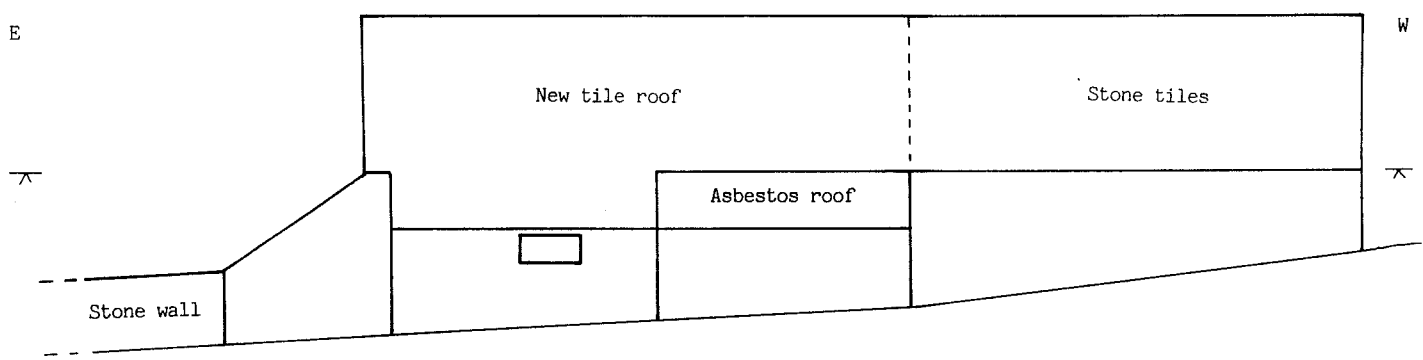 E
W
New tile roof
Stone tiles
Asbestos roof
Stone wall